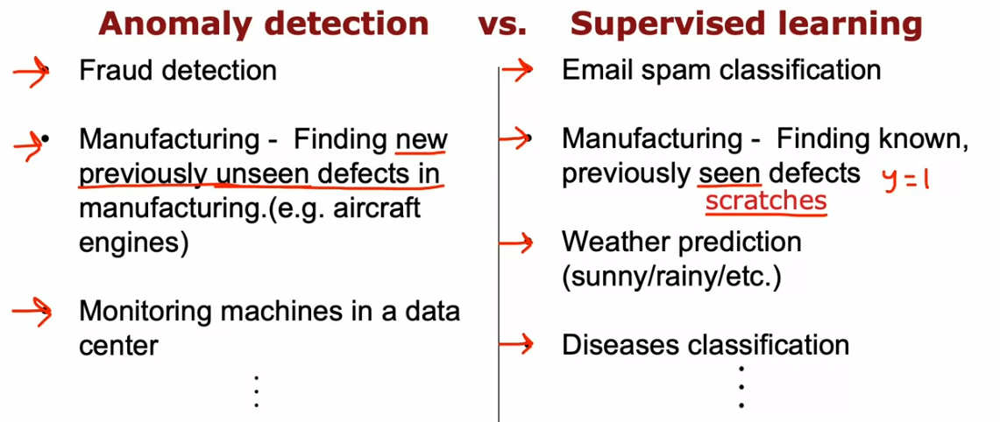 Anomaly detection vs. Supervised learning
• Fraud detection
• Manufacturing - Finding new
previously unseen defects in
manufacturing.(e.g. aircraft
engines)
• Monitoring machines in a data
center
⋮
• Email spam classification
• Manufacturing - Finding known,
previously seen defects y=1
scratches
• Weather prediction
(sunny/rainy/etc.)
• Diseases classification
⋮